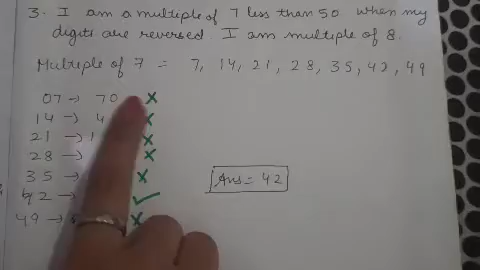 3. I am a multiple of 7 less than 50 when my
digits are reversed. I am multiple of 8.
Multiple of 7 = 7, 14, 21, 28, 35, 42, 49
07 → 70 ×
14 → 4 ×
21 → 1 ×
28 → ×
35 → ×
42 → ✓
49 → ×
Ans = 42